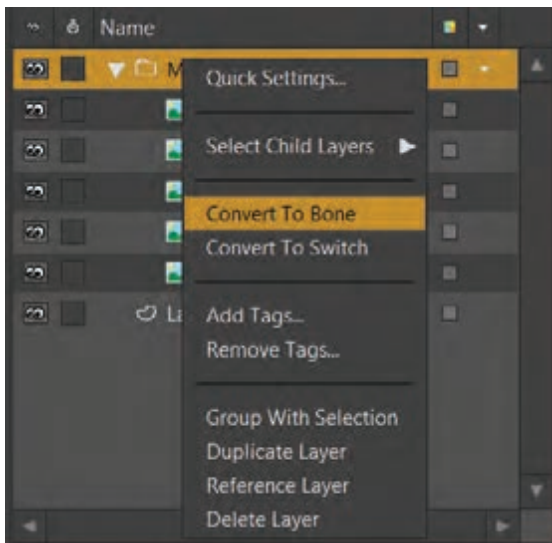 Name
M
Quick Settings...
Select Child Layers
Convert To Bone
Convert To Switch
La
Add Tags...
Remove Tags...
Group With Selection
Duplicate Layer
Reference Layer
Delete Layer